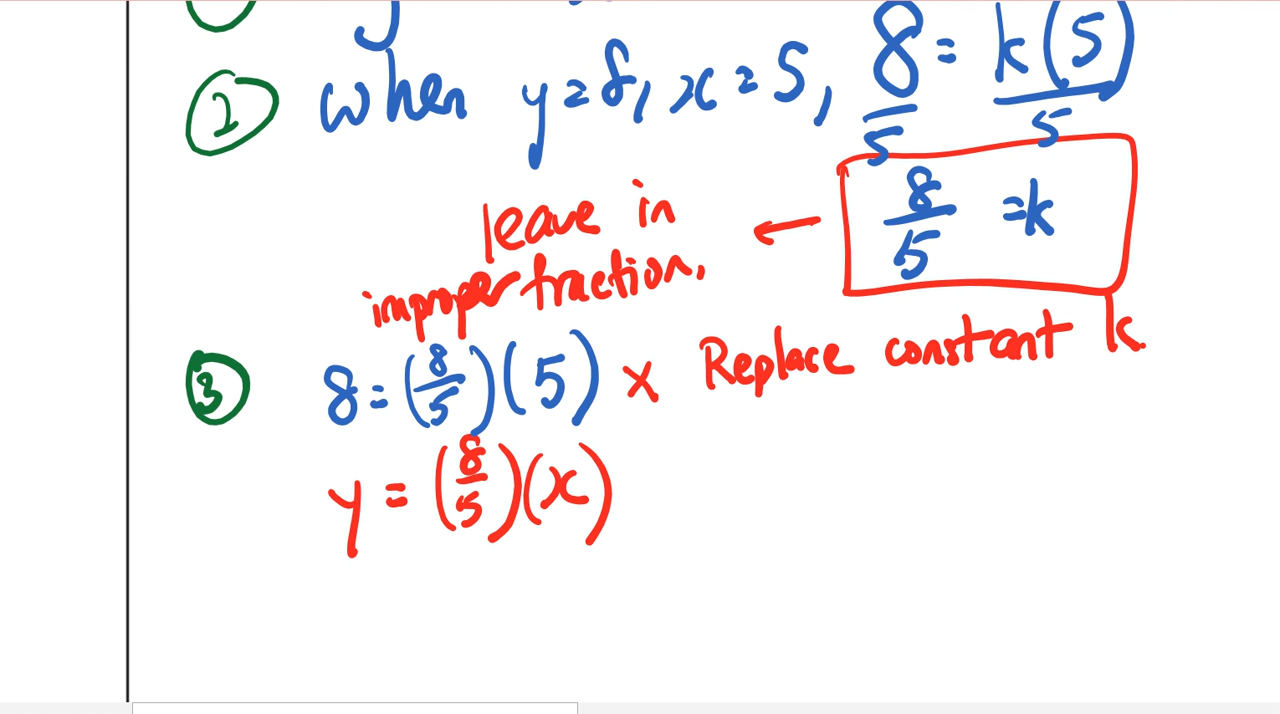 ② when y=8, x=5, 8/5 = k(5)/5
8/5 = k
leave in
improper fraction.
③ 8 = (8/5)(5) × Replace constant k.
y = (8/5)(x)